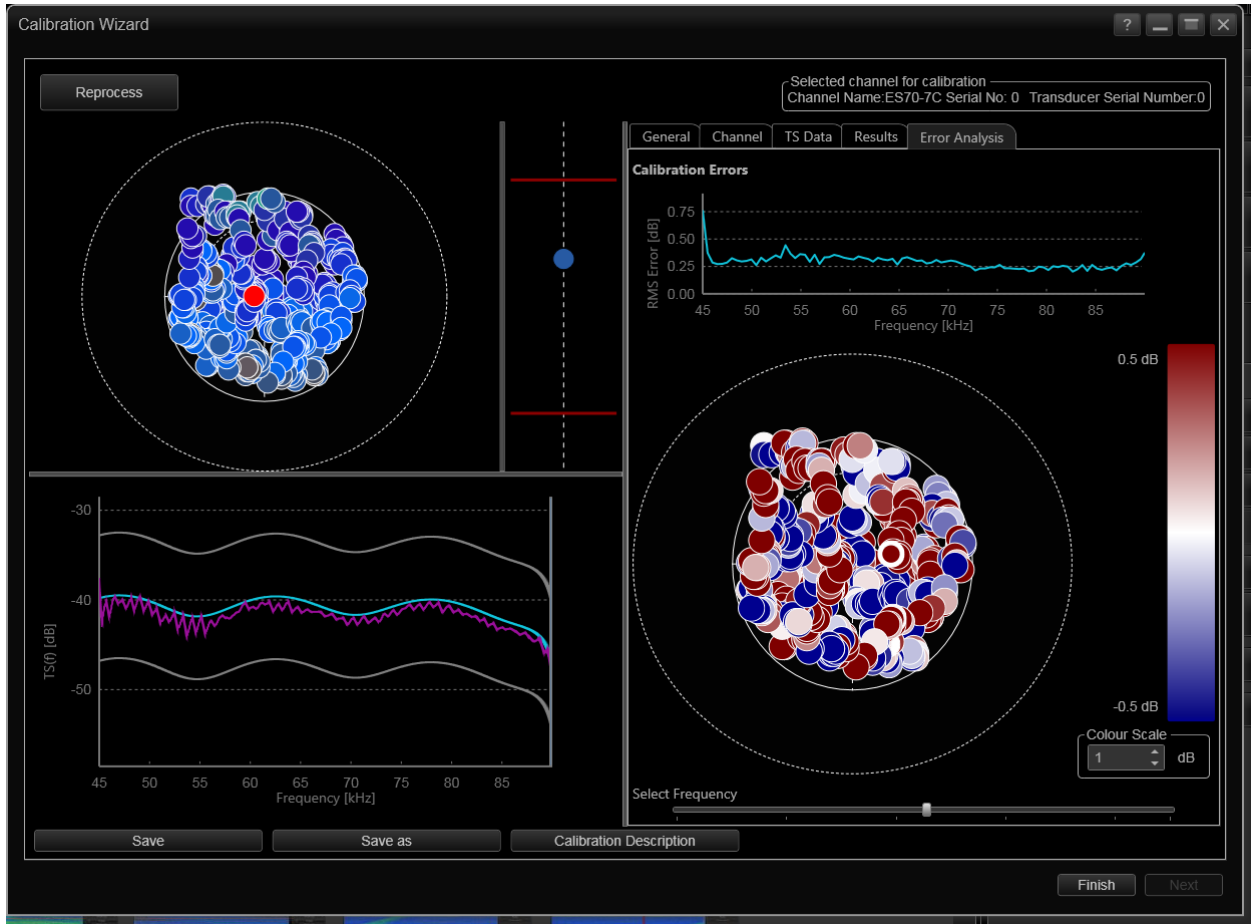 Calibration Wizard
?
Reprocess
Selected channel for calibration
Channel Name:ES70-7C Serial No: 0 Transducer Serial Number:0
General Channel TS Data Results Error Analysis
Calibration Errors
RMS Error [dB]
0.75
0.50
0.25
0.00
45 50 55 60 65 70 75 80 85
Frequency [kHz]
0.5 dB
-0.5 dB
Colour Scale
1 dB
Select Frequency
TS(f) [dB]
-30
-40
-50
45 50 55 60 65 70 75 80 85
Frequency [kHz]
Save Save as Calibration Description
Finish Next